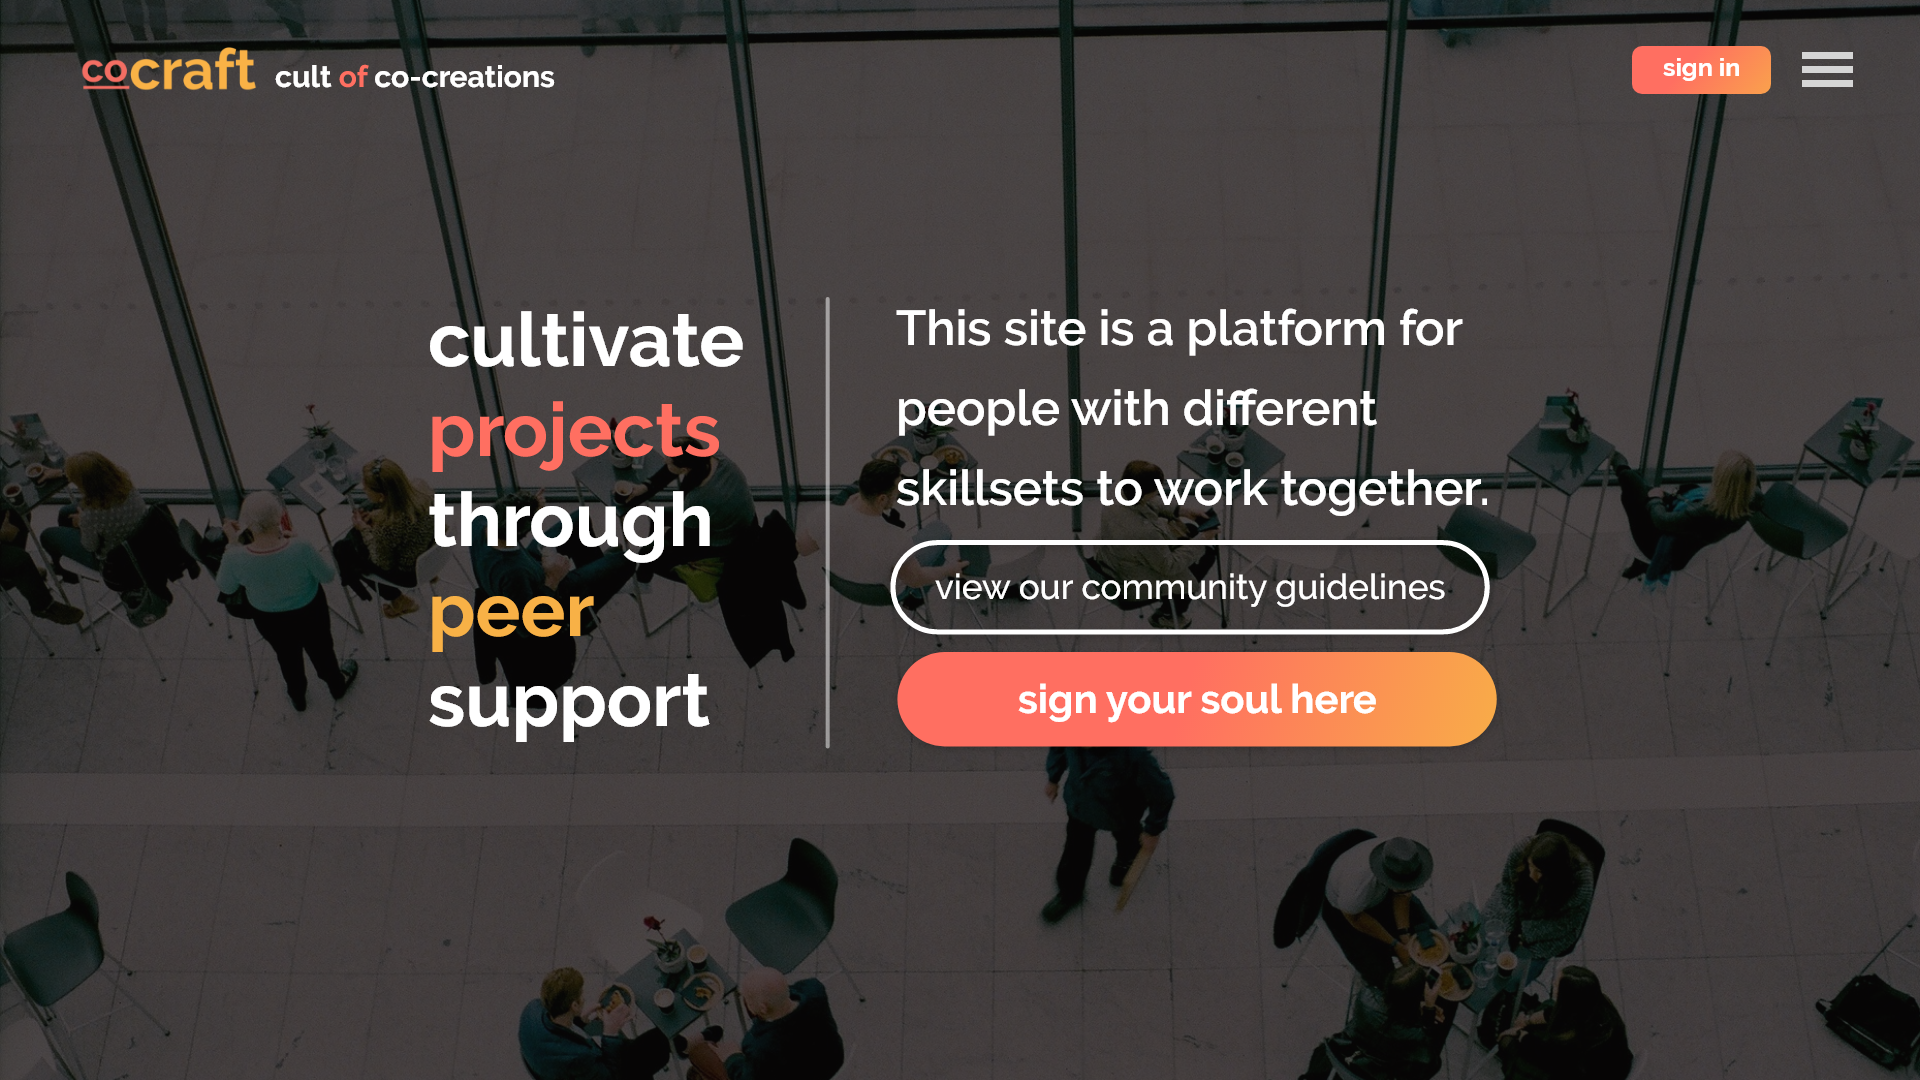 cocraft cult of co-creations
sign in
cultivate
projects
through
peer
support
This site is a platform for
people with different
skillsets to work together.
view our community guidelines
sign your soul here